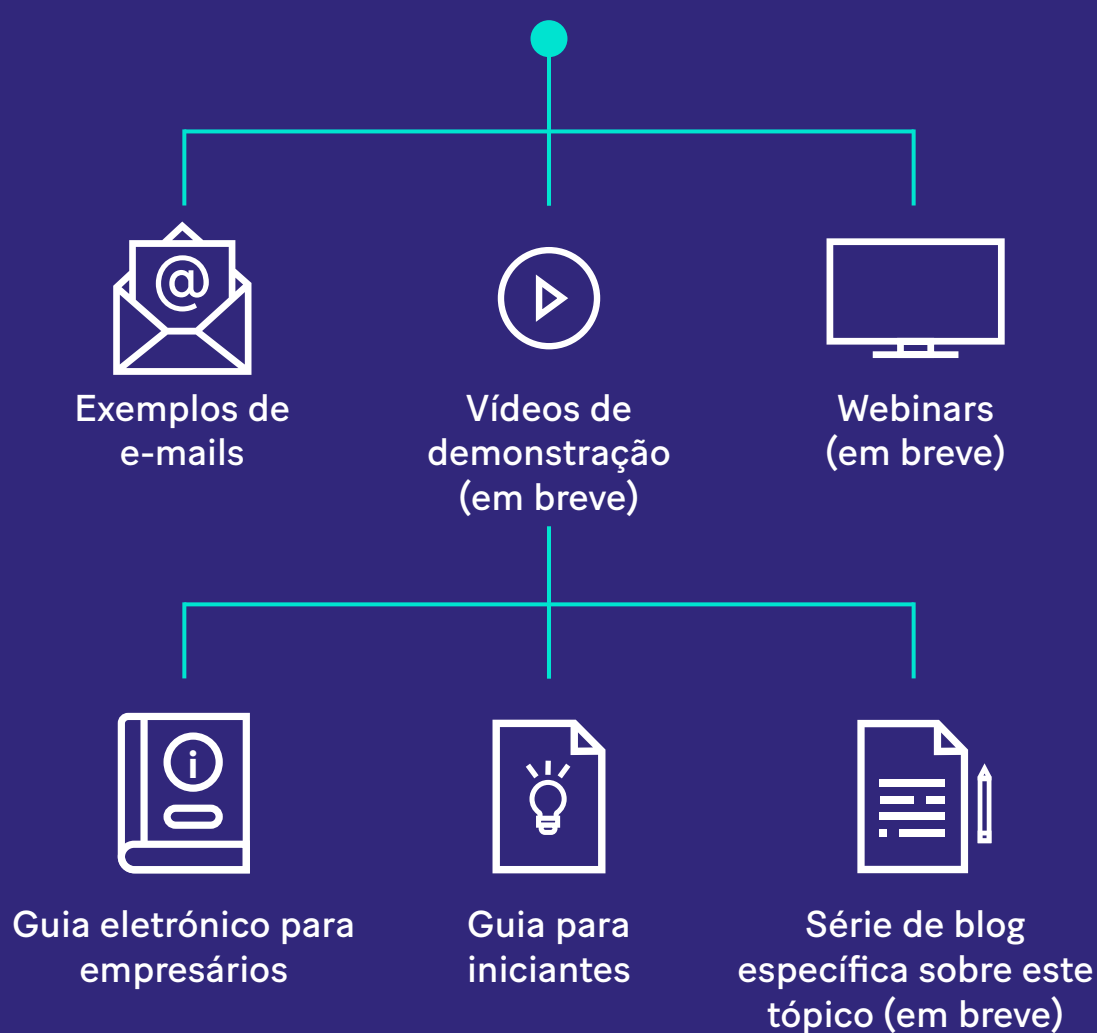 @
Exemplos de
e-mails
Vídeos de
demonstração
(em breve)
Webinars
(em breve)
i
Guia eletrónico para
empresários
Guia para
iniciantes
Série de blog
específica sobre este
tópico (em breve)